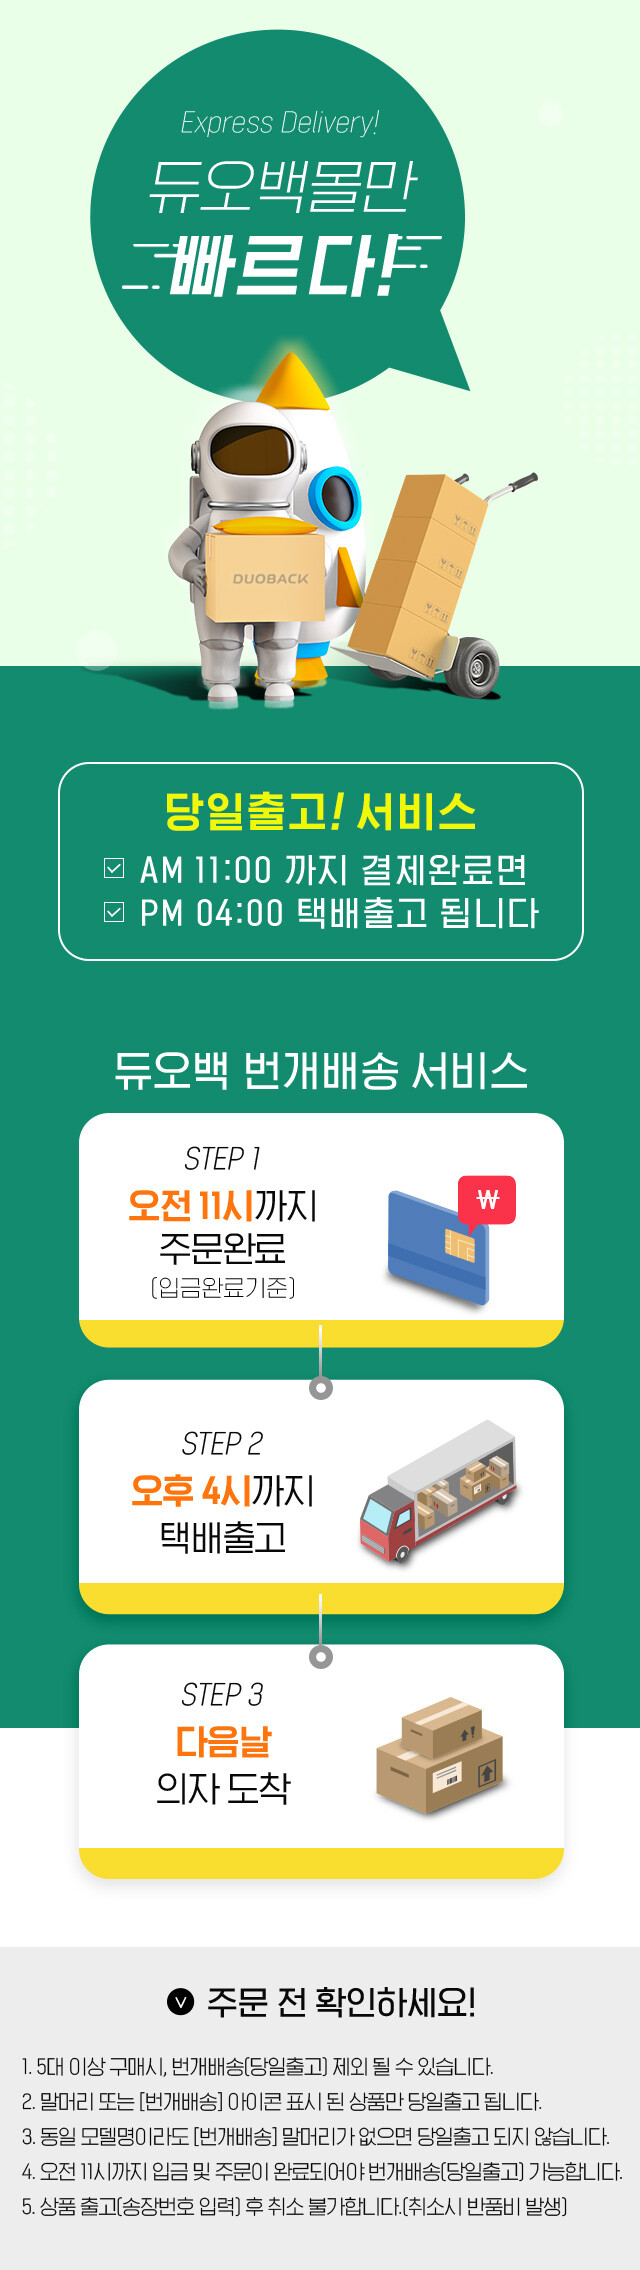 Express Delivery!
듀오백몰만
빠르다!
DUOBACK
당일출고! 서비스
AM 11:00 까지 결제완료면
PM 04:00 택배출고 됩니다
듀오백 번개배송 서비스
STEP 1
오전 11시까지
주문완료
(입금완료기준)
₩
STEP 2
오후 4시까지
택배출고
STEP 3
다음날
의자 도착
주문 전 확인하세요!
1. 5대 이상 구매시, 번개배송(당일출고) 제외 될 수 있습니다.
2. 말머리 또는 [번개배송] 아이콘 표시 된 상품만 당일출고 됩니다.
3. 동일 모델명이라도 [번개배송] 말머리가 없으면 당일출고 되지 않습니다.
4. 오전 11시까지 입금 및 주문이 완료되어야 번개배송(당일출고) 가능합니다.
5. 상품 출고(송장번호 입력) 후 취소 불가합니다.(취소시 반품비 발생)